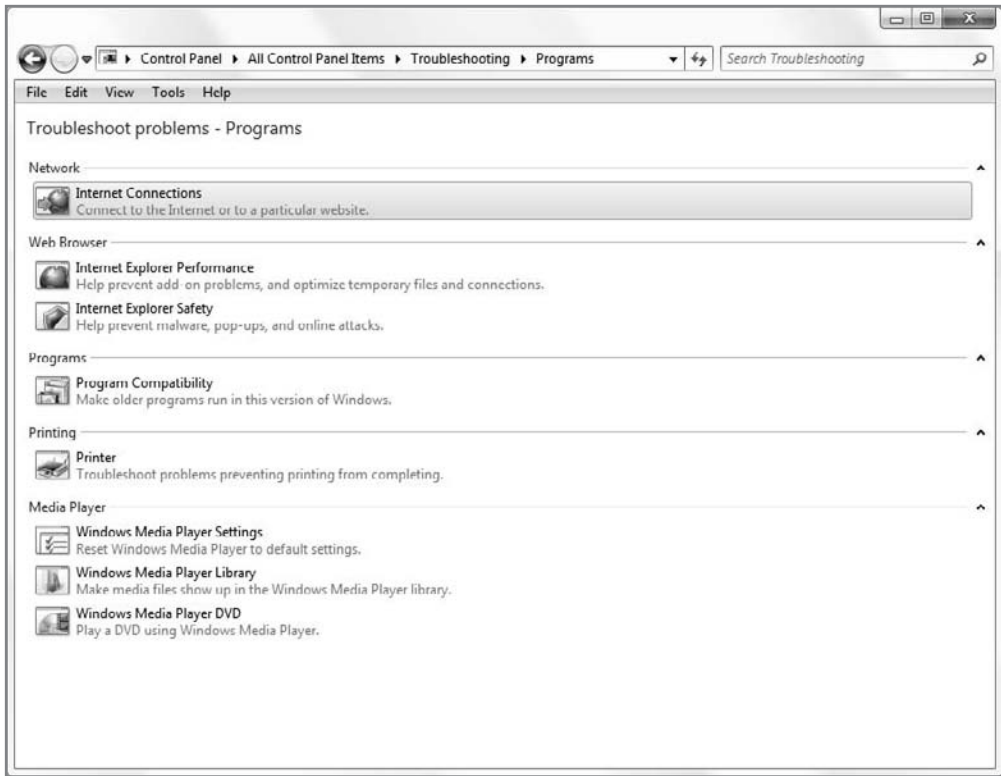 Control Panel ▸ All Control Panel Items ▸ Troubleshooting ▸ Programs
Search Troubleshooting
File Edit View Tools Help
Troubleshoot problems - Programs
Network
Internet Connections
Connect to the Internet or to a particular website.
Web Browser
Internet Explorer Performance
Help prevent add-on problems, and optimize temporary files and connections.
Internet Explorer Safety
Help prevent malware, pop-ups, and online attacks.
Programs
Program Compatibility
Make older programs run in this version of Windows.
Printing
Printer
Troubleshoot problems preventing printing from completing.
Media Player
Windows Media Player Settings
Reset Windows Media Player to default settings.
Windows Media Player Library
Make media files show up in the Windows Media Player library.
Windows Media Player DVD
Play a DVD using Windows Media Player.